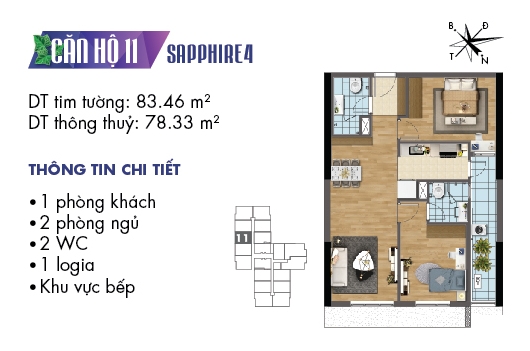 CĂN HỘ 11 SAPPHIRE4
DT tim tường: 83.46 m²
DT thông thuỷ: 78.33 m²
THÔNG TIN CHI TIẾT
• 1 phòng khách
• 2 phòng ngủ
• 2 WC
• 1 logia
• Khu vực bếp
11
B Đ
T N